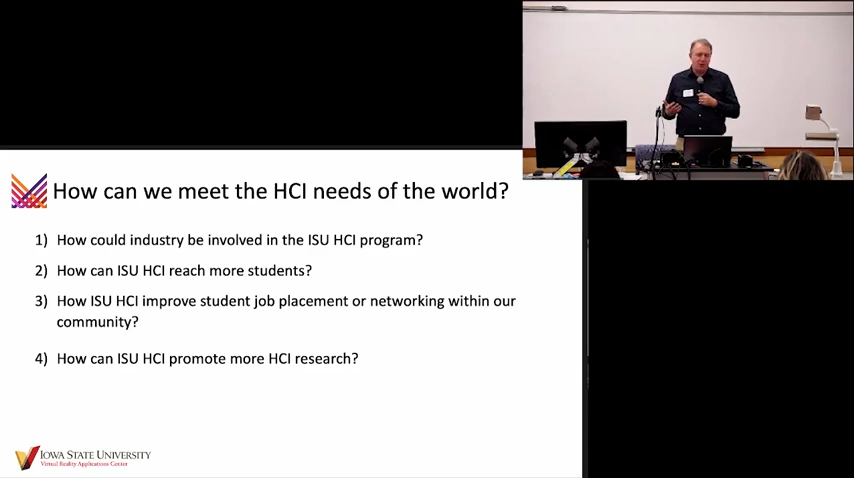 How can we meet the HCI needs of the world?
1) How could industry be involved in the ISU HCI program?
2) How can ISU HCI reach more students?
3) How ISU HCI improve student job placement or networking within our
community?
4) How can ISU HCI promote more HCI research?
IOWA STATE UNIVERSITY
Virtual Reality Applications Center